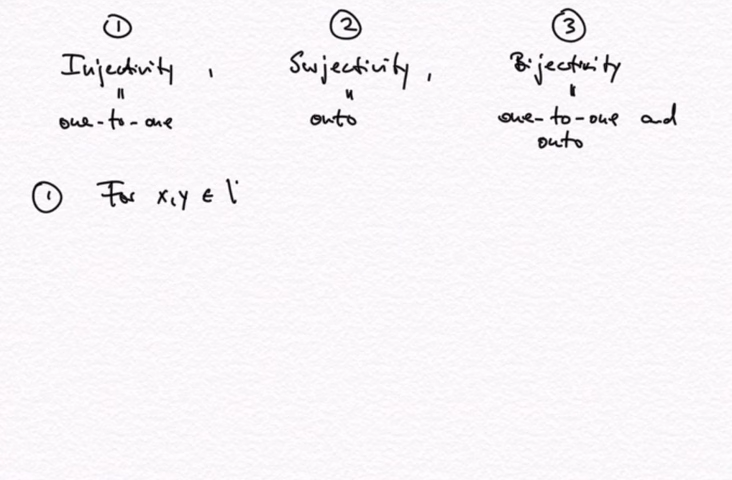 ① ② ③
Injectivity , Surjectivity , Bijectivity
= = =
one-to-one onto one-to-one and
onto
① For x,y ∈